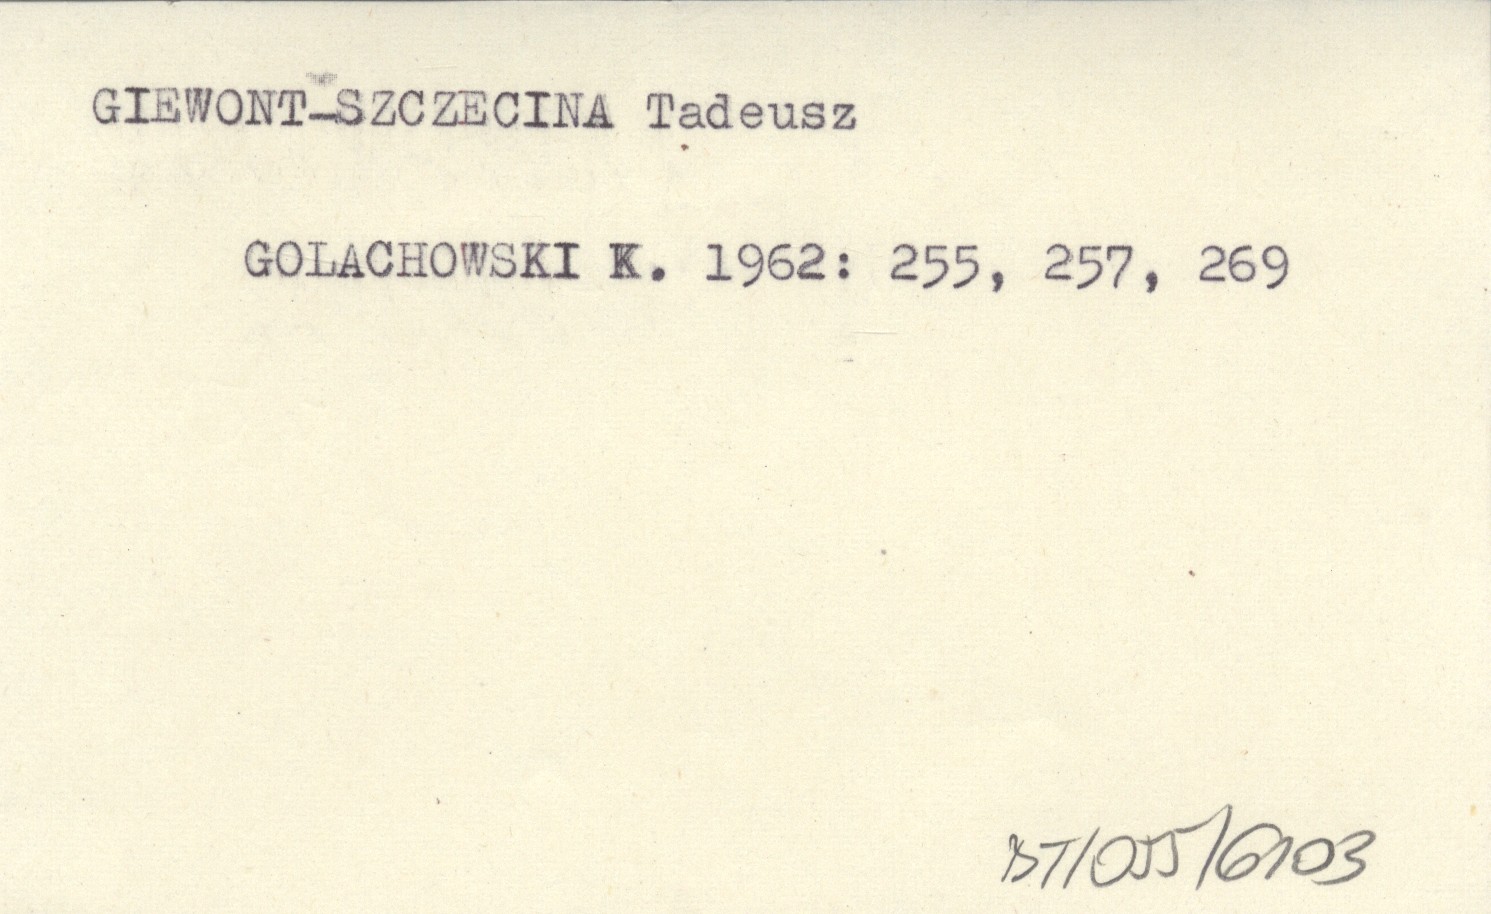 GIEWONT-SZCZECINA Tadeusz
GOLACHOWSKI K. 1962: 255, 257, 269
BT/055/6103